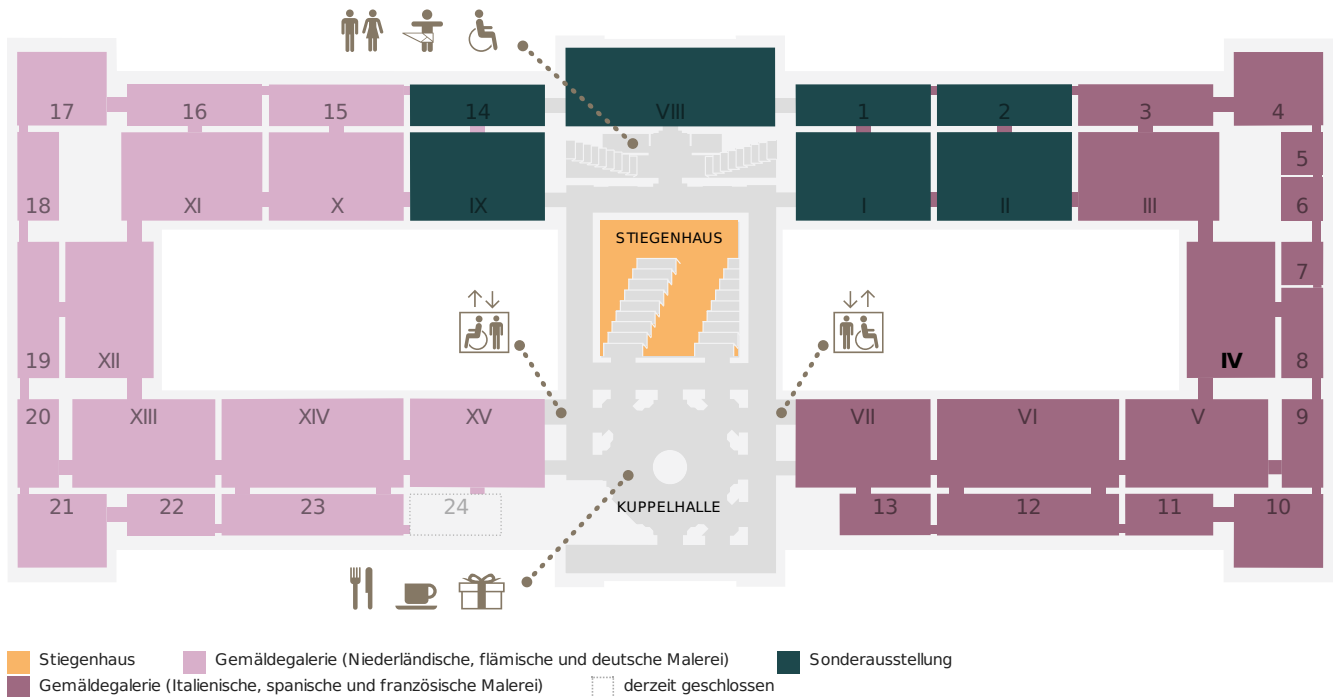 17
16
15
14
VIII
1
2
3
4
5
18
XI
X
IX
I
II
III
6
STIEGENHAUS
7
19
XII
IV
8
20
XIII
XIV
XV
VII
VI
V
9
21
22
23
24
KUPPELHALLE
13
12
11
10
Stiegenhaus
Gemäldegalerie (Niederländische, flämische und deutsche Malerei)
Sonderausstellung
Gemäldegalerie (Italienische, spanische und französische Malerei)
derzeit geschlossen